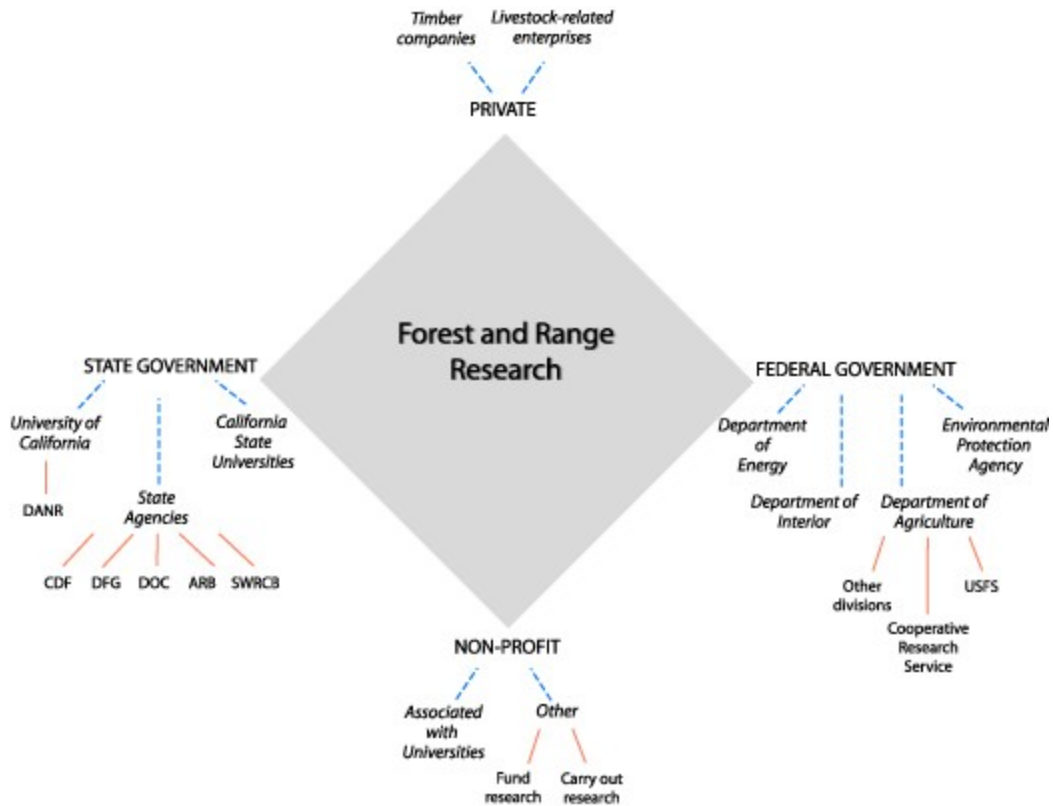 Timber
companies
Livestock-related
enterprises
PRIVATE
Forest and Range
Research
STATE GOVERNMENT
University of
California
DANR
State
Agencies
California
State
Universities
CDF
DFG
DOC
ARB
SWRCB
FEDERAL GOVERNMENT
Department
of
Energy
Department of
Interior
Department of
Agriculture
Environmental
Protection
Agency
Other
divisions
Cooperative
Research
Service
USFS
NON-PROFIT
Associated
with
Universities
Other
Fund
research
Carry out
research